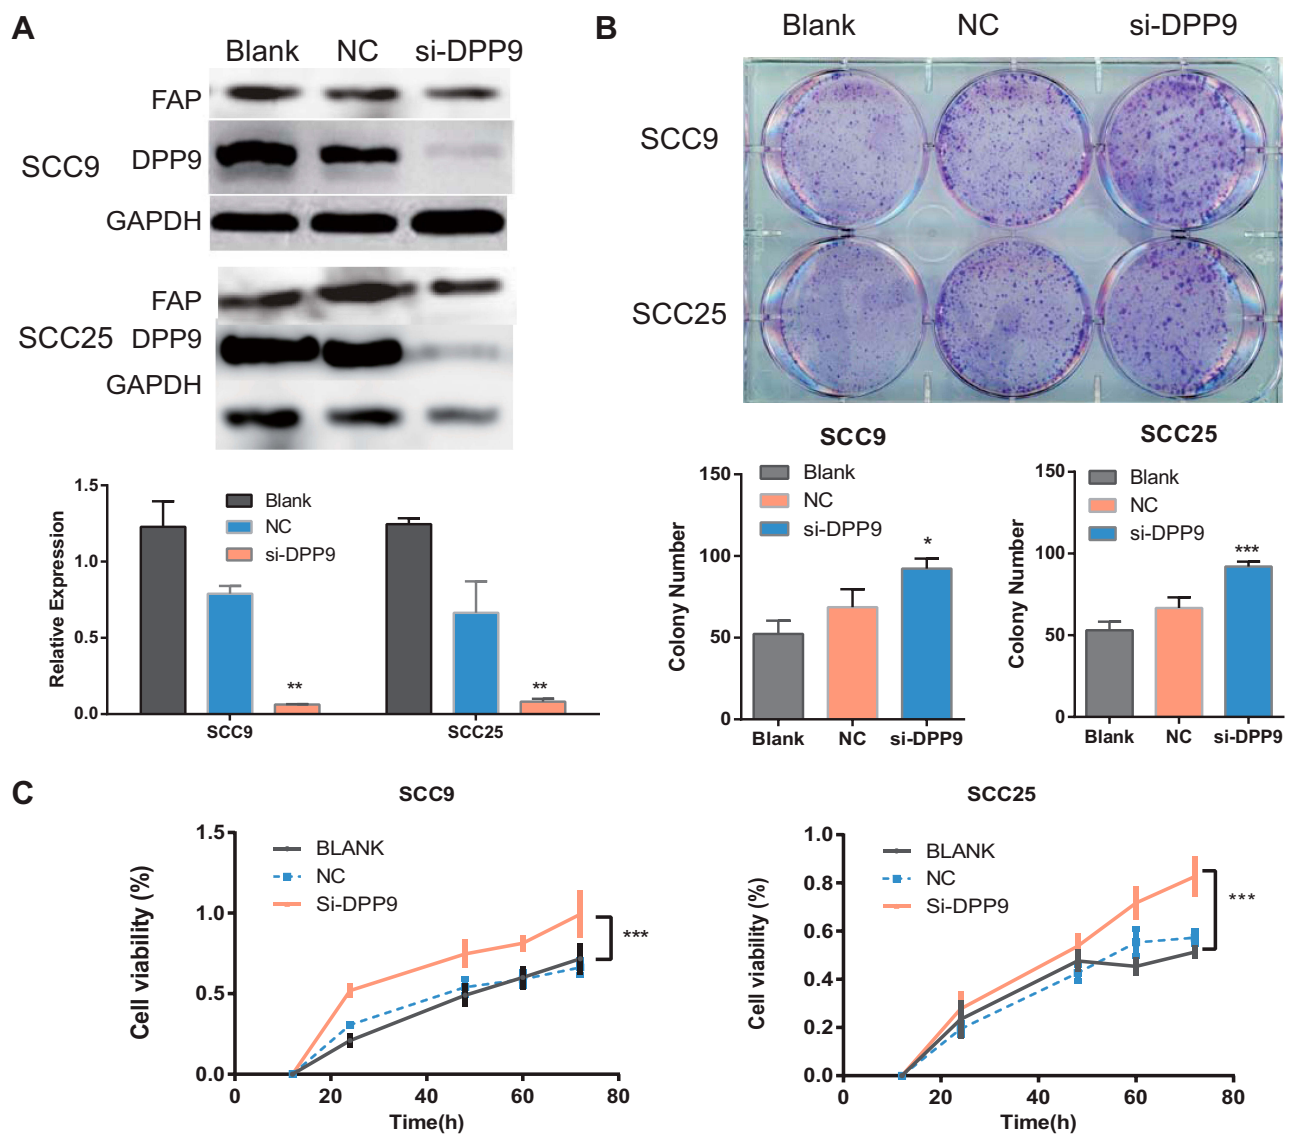 A
Blank NC si-DPP9
FAP
SCC9 DPP9
GAPDH
FAP
SCC25 DPP9
GAPDH
Relative Expression
1.5
1.0
0.5
0.0
Blank
NC
si-DPP9
** **
SCC9 SCC25
B
Blank NC si-DPP9
SCC9
SCC25
SCC9
Colony Number
150
100
50
0
Blank
NC
si-DPP9
*
Blank NC si-DPP9
SCC25
Colony Number
150
100
50
0
Blank
NC
si-DPP9
***
Blank NC si-DPP9
C
SCC9
Cell viability (%)
1.5
1.0
0.5
0.0
BLANK
NC
Si-DPP9
***
0 20 40 60 80
Time(h)
SCC25
Cell viability (%)
1.0
0.8
0.6
0.4
0.2
0.0
BLANK
NC
Si-DPP9
***
0 20 40 60 80
Time(h)